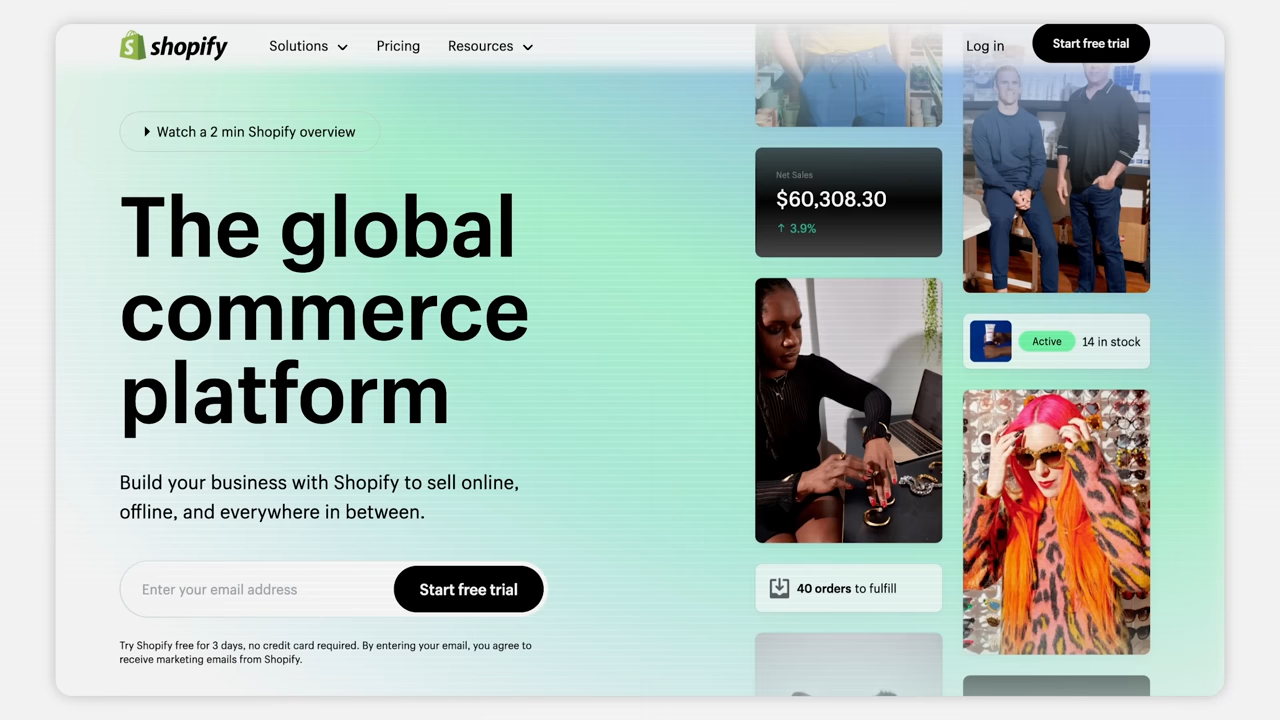 shopify
Solutions
Pricing
Resources
Log in
Start free trial
Watch a 2 min Shopify overview
The global
commerce
platform
Build your business with Shopify to sell online,
offline, and everywhere in between.
Enter your email address
Start free trial
Try Shopify free for 3 days, no credit card required. By entering your email, you agree to
receive marketing emails from Shopify.
Net Sales
$60,308.30
↑ 3.9%
40 orders to fulfill
Active
14 in stock